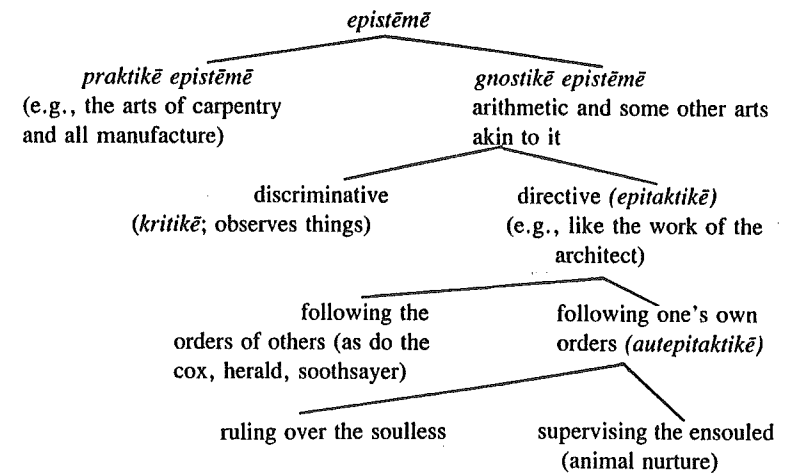 epistēmē
praktikē epistēmē
(e.g., the arts of carpentry
and all manufacture)
gnostikē epistēmē
arithmetic and some other arts
akin to it
discriminative
(kritikē; observes things)
directive (epitaktikē)
(e.g., like the work of the
architect)
following the
orders of others (as do the
cox, herald, soothsayer)
following one's own
orders (autepitaktikē)
ruling over the soulless
supervising the ensouled
(animal nurture)